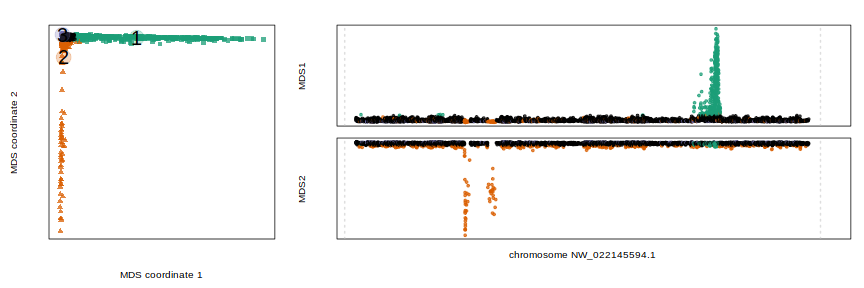 3
1
2
MDS coordinate 2
MDS coordinate 1
MDS1
MDS2
chromosome NW_022145594.1